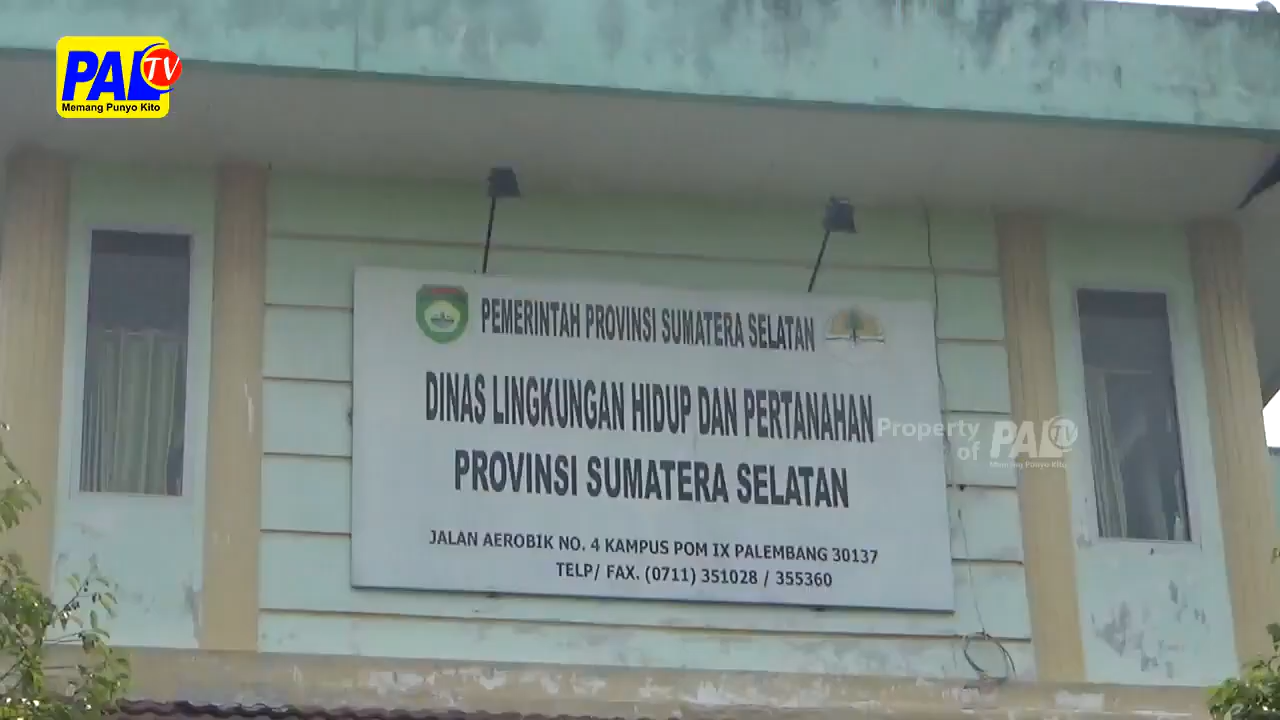 PAL TV
Memang Punyo Kito
PEMERINTAH PROVINSI SUMATERA SELATAN
DINAS LINGKUNGAN HIDUP DAN PERTANAHAN
PROVINSI SUMATERA SELATAN
JALAN AEROBIK NO. 4 KAMPUS POM IX PALEMBANG 30137
TELP/ FAX. (0711) 351028 / 355360
Property
of PAL TV
Memang Punyo Kito